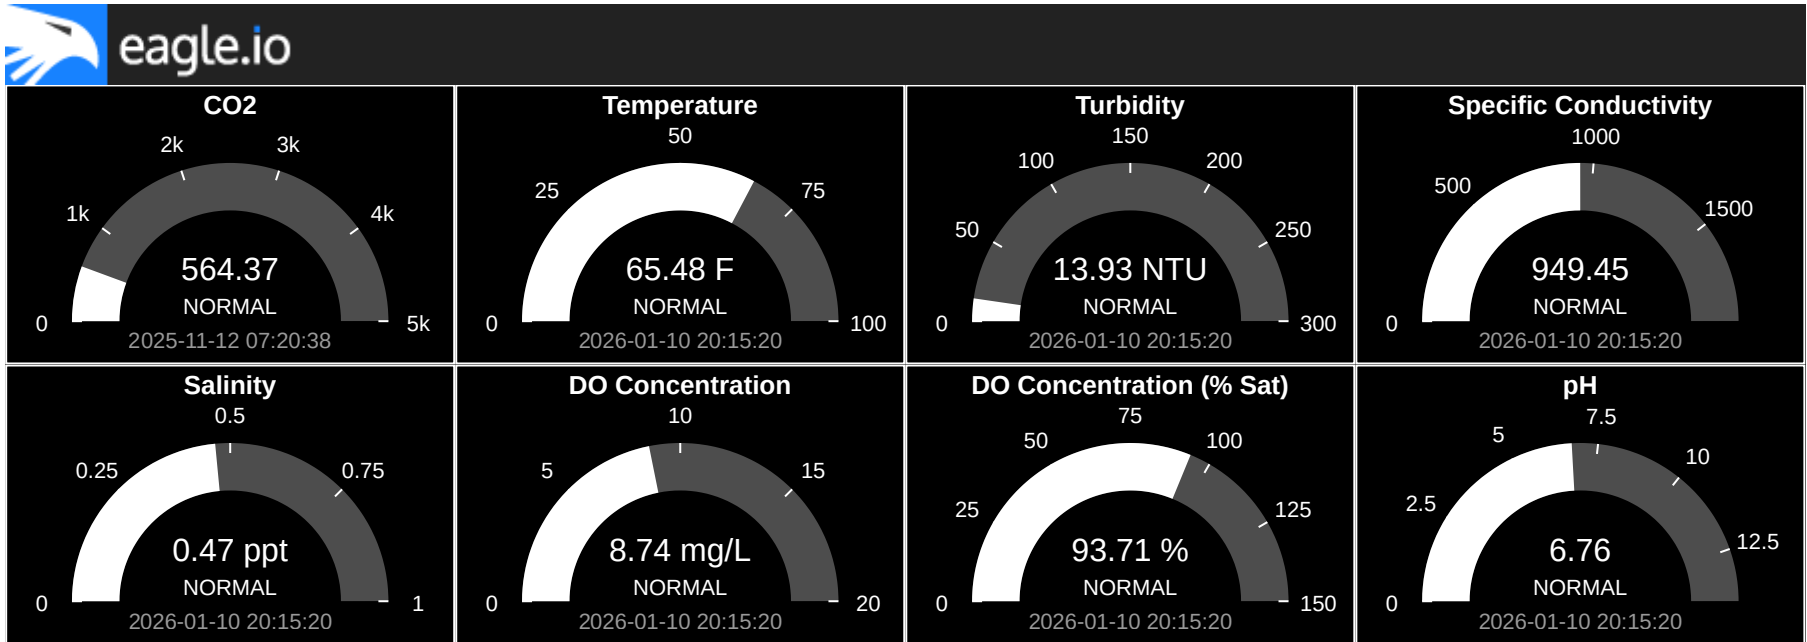 eagle.io
CO2
0
1k
2k
3k
4k
5k
564.37
NORMAL
2025-11-12 07:20:38
Temperature
0
25
50
75
100
65.48 F
NORMAL
2026-01-10 20:15:20
Turbidity
0
50
100
150
200
250
300
13.93 NTU
NORMAL
2026-01-10 20:15:20
Specific Conductivity
0
500
1000
1500
949.45
NORMAL
2026-01-10 20:15:20
Salinity
0
0.25
0.5
0.75
1
0.47 ppt
NORMAL
2026-01-10 20:15:20
DO Concentration
0
5
10
15
20
8.74 mg/L
NORMAL
2026-01-10 20:15:20
DO Concentration (% Sat)
0
25
50
75
100
125
150
93.71 %
NORMAL
2026-01-10 20:15:20
pH
0
2.5
5
7.5
10
12.5
6.76
NORMAL
2026-01-10 20:15:20